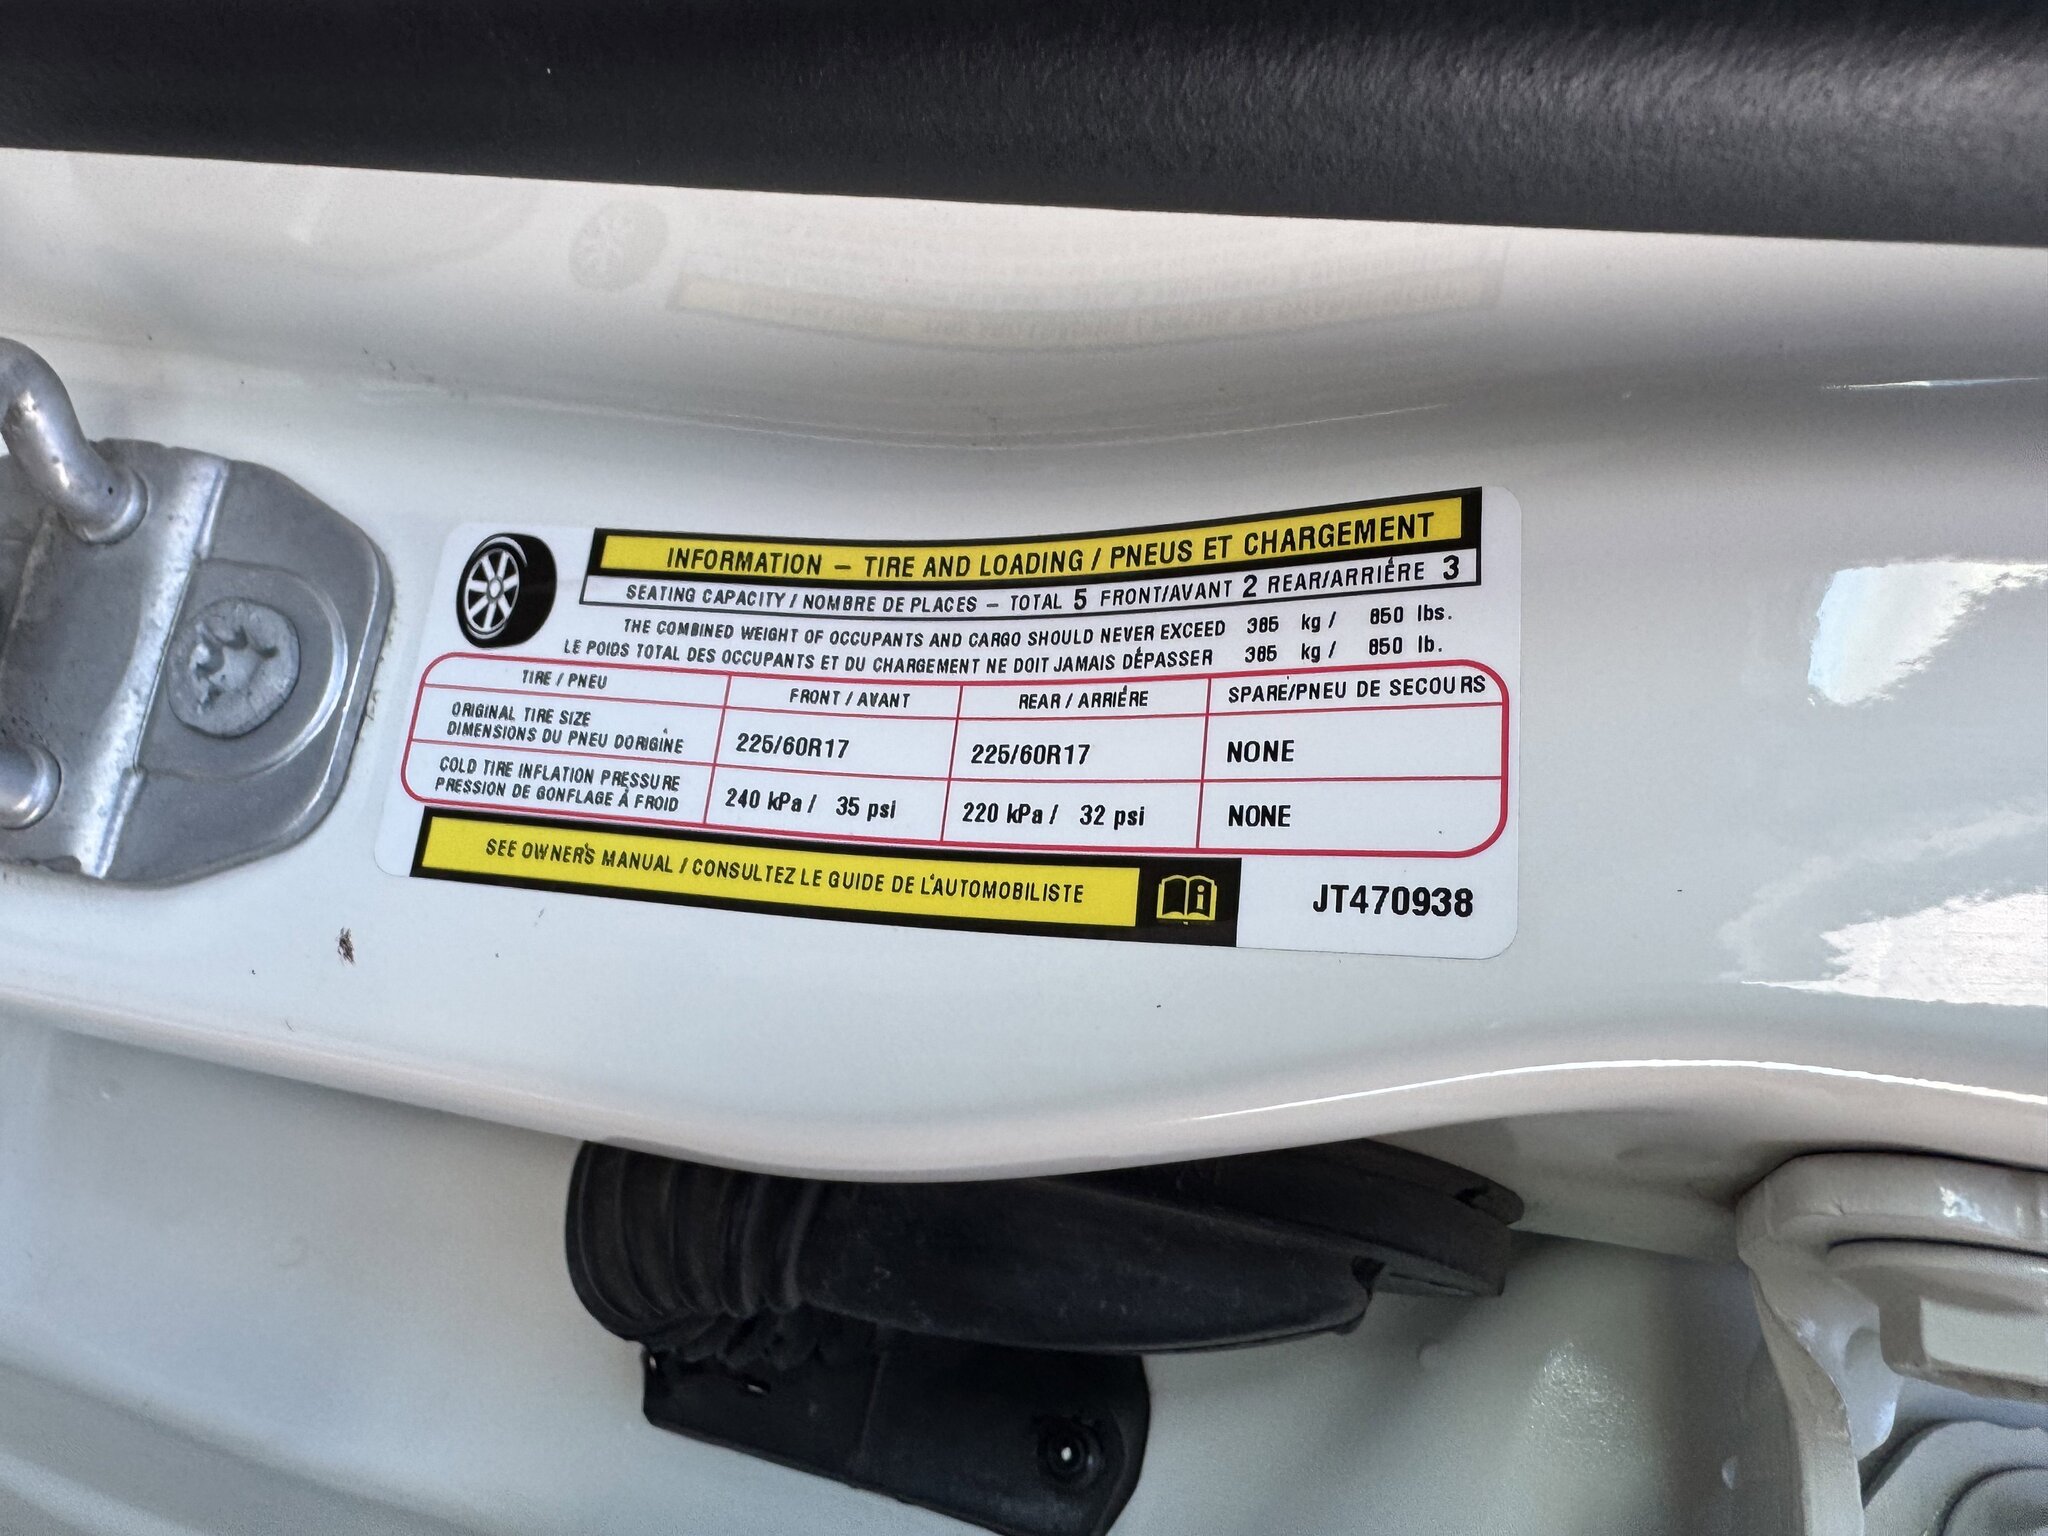 INFORMATION – TIRE AND LOADING / PNEUS ET CHARGEMENT
SEATING CAPACITY / NOMBRE DE PLACES – TOTAL 5 FRONT/AVANT 2 REAR/ARRIÉRE 3
THE COMBINED WEIGHT OF OCCUPANTS AND CARGO SHOULD NEVER EXCEED 385 kg / 850 lbs.
LE POIDS TOTAL DES OCCUPANTS ET DU CHARGEMENT NE DOIT JAMAIS DÉPASSER 385 kg / 850 lb.
TIRE / PNEU FRONT / AVANT REAR / ARRIÉRE SPARE/PNEU DE SECOURS
ORIGINAL TIRE SIZE
DIMENSIONS DU PNEU DORIGINE 225/60R17 225/60R17 NONE
COLD TIRE INFLATION PRESSURE
PRESSION DE GONFLAGE À FROID 240 kPa / 35 psi 220 kPa / 32 psi NONE
SEE OWNER'S MANUAL / CONSULTEZ LE GUIDE DE L'AUTOMOBILISTE
JT470938